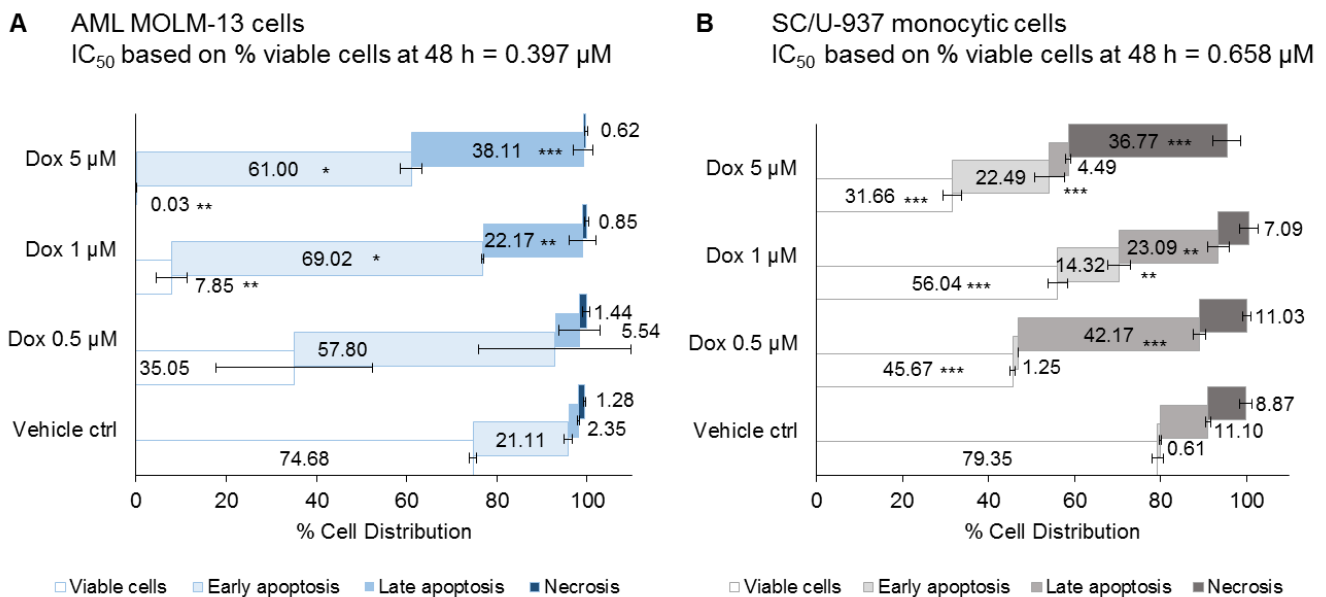 A AML MOLM-13 cells
IC50 based on % viable cells at 48 h = 0.397 µM
Dox 5 µM
0.62
38.11 ***
61.00 *
0.03 **
Dox 1 µM
0.85
22.17 **
69.02 *
7.85 **
Dox 0.5 µM
1.44
5.54
57.80
35.05
Vehicle ctrl
1.28
2.35
21.11
74.68
0 20 40 60 80 100
% Cell Distribution
Viable cells Early apoptosis Late apoptosis Necrosis
B SC/U-937 monocytic cells
IC50 based on % viable cells at 48 h = 0.658 µM
Dox 5 µM
36.77 ***
4.49
22.49
***
31.66 ***
Dox 1 µM
7.09
23.09 **
14.32
**
56.04 ***
Dox 0.5 µM
11.03
42.17 ***
1.25
45.67 ***
Vehicle ctrl
8.87
11.10
0.61
79.35
0 20 40 60 80 100
% Cell Distribution
Viable cells Early apoptosis Late apoptosis Necrosis